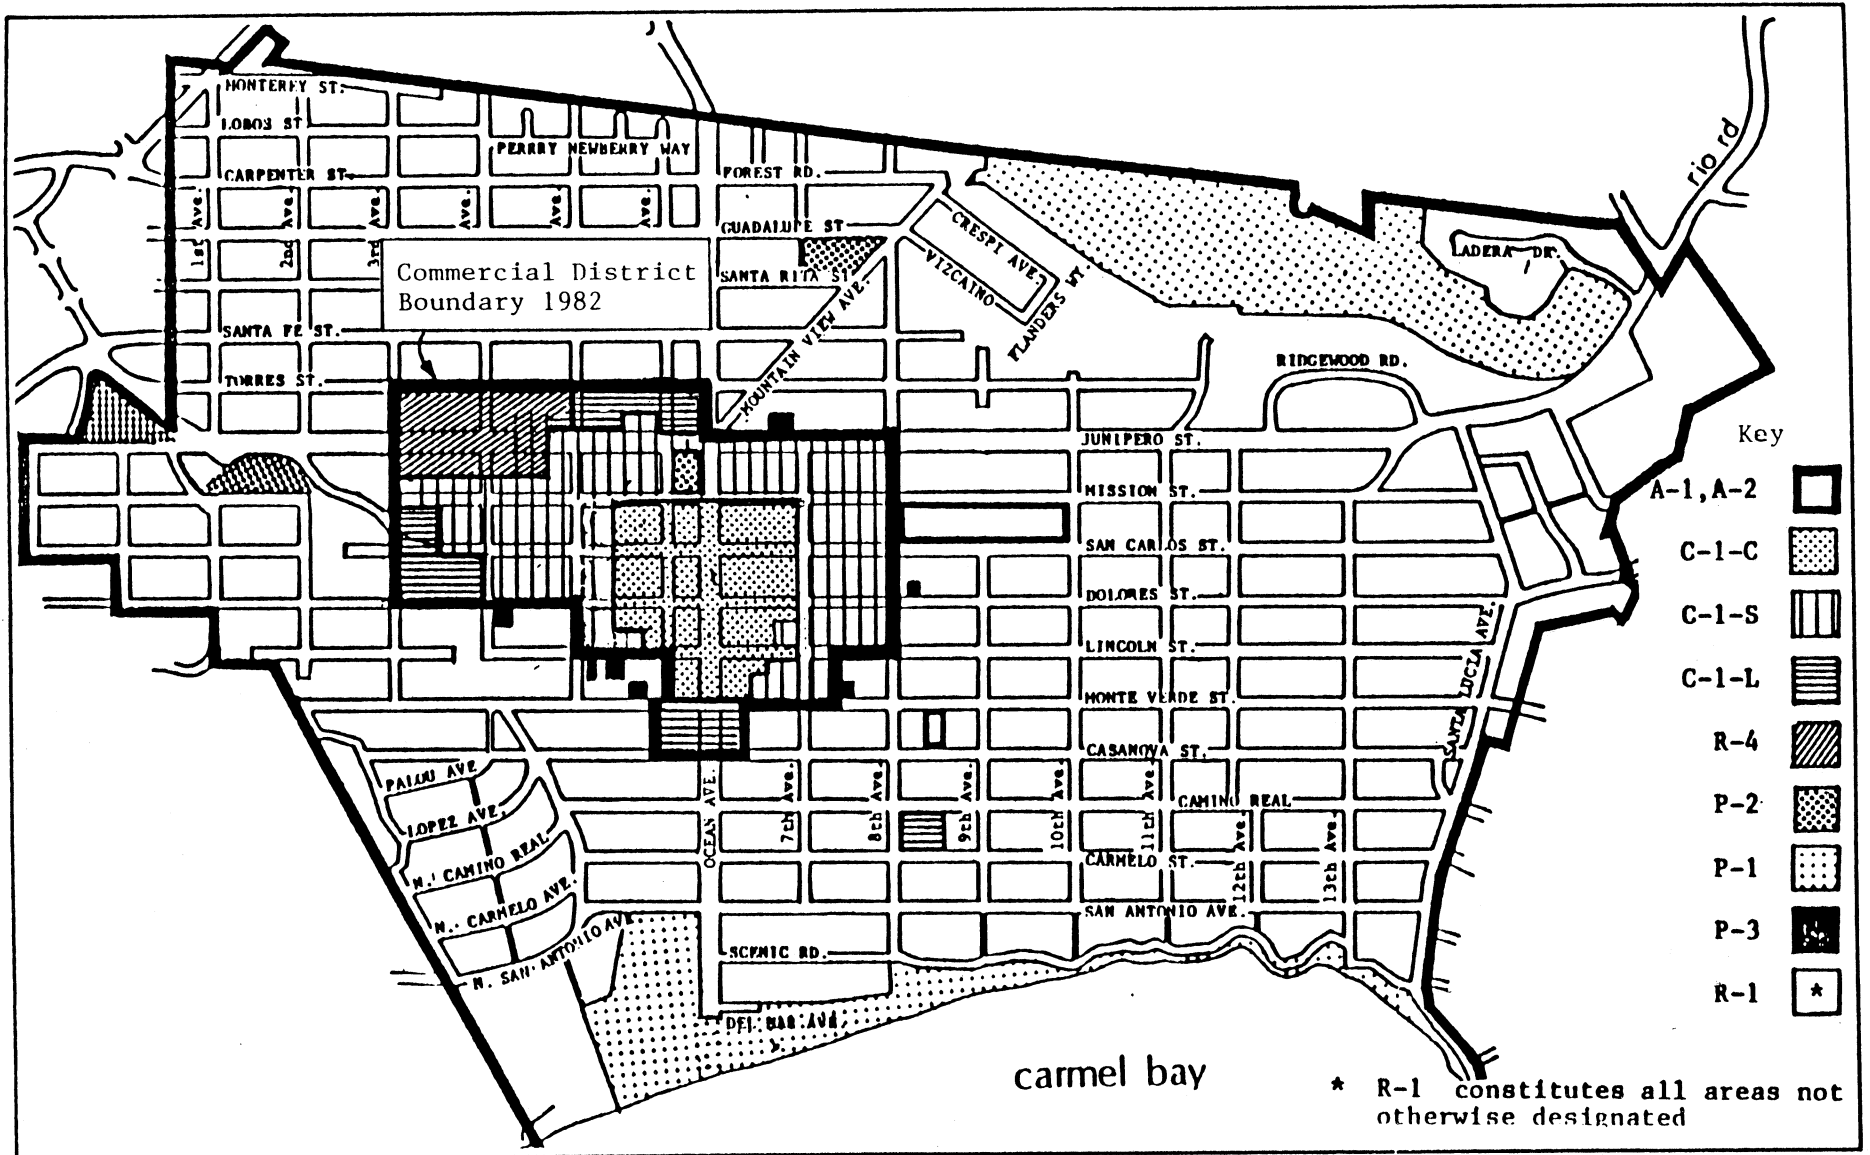 MONTEREY ST.
LOBOS ST
PERRRY NEWBERRY WAY
CARPENTER ST.
FOREST RD.
1st Ave.
2nd Ave.
3rd Ave.
Ave.
Ave.
Ave.
GUADALUPE ST
CRESPI AVE.
VIZCAINO
FLANDERS WY
LADERA DR.
rio rd
Commercial District
Boundary 1982
SANTA RITA ST
MOUNTAIN VIEW AVE.
SANTA FE ST.
TORRES ST.
RIDGEWOOD RD.
JUNIPERO ST.
MISSION ST.
SAN CARLOS ST.
DOLORES ST.
LINCOLN ST.
MONTE VERDE ST.
CASANOVA ST.
SANTA LUCIA AVE.
PALOU AVE
LOPEZ AVE.
N. CAMINO REAL
N. CARMELO AVE.
N. SAN ANTONIO AVE.
OCEAN AVE.
7th Ave.
8th Ave.
9th Ave.
10th Ave.
11th Ave.
12th Ave.
13th Ave.
CAMINO REAL
CARMELO ST.
SAN ANTONIO AVE.
SCENIC RD.
DEL MAR AVE.
carmel bay
Key
A-1, A-2
C-1-C
C-1-S
C-1-L
R-4
P-2
P-1
P-3
R-1
*
* R-1 constitutes all areas not
otherwise designated